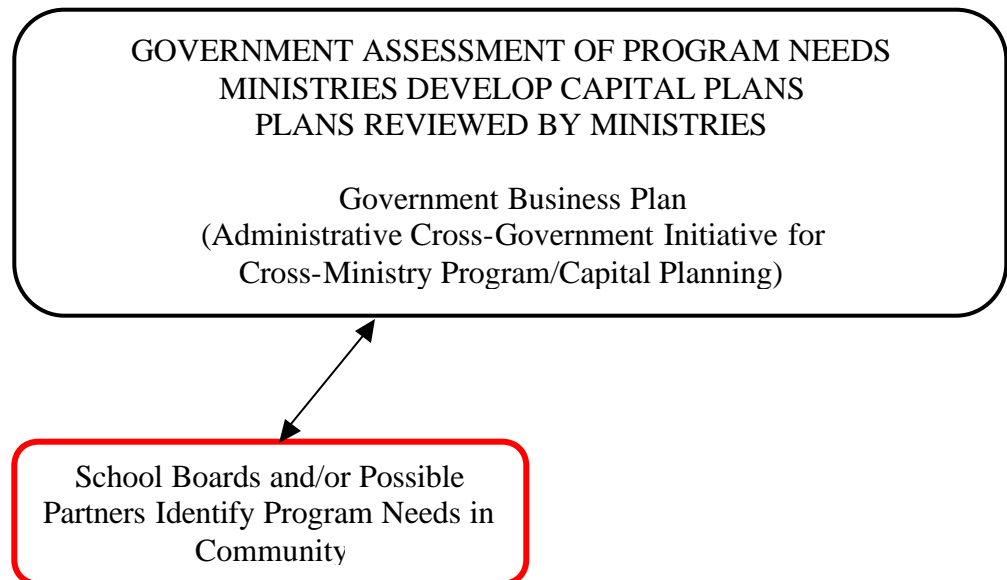 GOVERNMENT ASSESSMENT OF PROGRAM NEEDS
MINISTRIES DEVELOP CAPITAL PLANS
PLANS REVIEWED BY MINISTRIES
Government Business Plan
(Administrative Cross-Government Initiative for
Cross-Ministry Program/Capital Planning)
School Boards and/or Possible
Partners Identify Program Needs in
Community